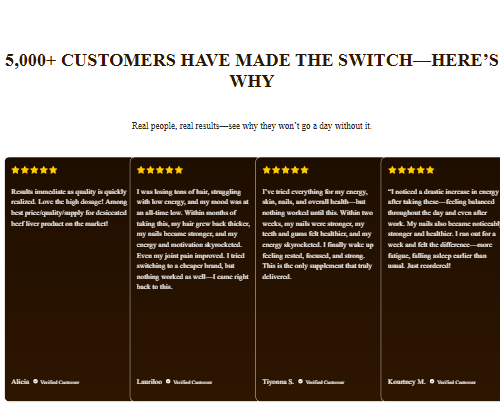 5,000+ CUSTOMERS HAVE MADE THE SWITCH—HERE'S
WHY
Real people, real results—see why they won't go a day without it.
Results immediate as quality is quickly
realized. Love the high dosage! Among
best price/quality/supply for desiccated
beef liver product on the market!
Alicia Verified Customer
I was losing tons of hair, struggling
with low energy, and my mood was at
an all-time low. Within months of
taking this, my hair grew back thicker,
my nails became stronger, and my
energy and motivation skyrocketed.
Even my joint pain improved. I tried
switching to a cheaper brand, but
nothing worked as well—I came right
back to this.
Lauriloo Verified Customer
I've tried everything for my energy,
skin, nails, and overall health—but
nothing worked until this. Within two
weeks, my nails were stronger, my
teeth and gums felt healthier, and my
energy skyrocketed. I finally wake up
feeling rested, focused, and strong.
This is the only supplement that truly
delivered.
Tiyonna S. Verified Customer
"I noticed a drastic increase in energy
after taking these—feeling balanced
throughout the day and even after
work. My nails also became noticeably
stronger and healthier. I ran out for a
week and felt the difference—more
fatigue, falling asleep earlier than
usual. Just reordered!
Kourtney M. Verified Customer